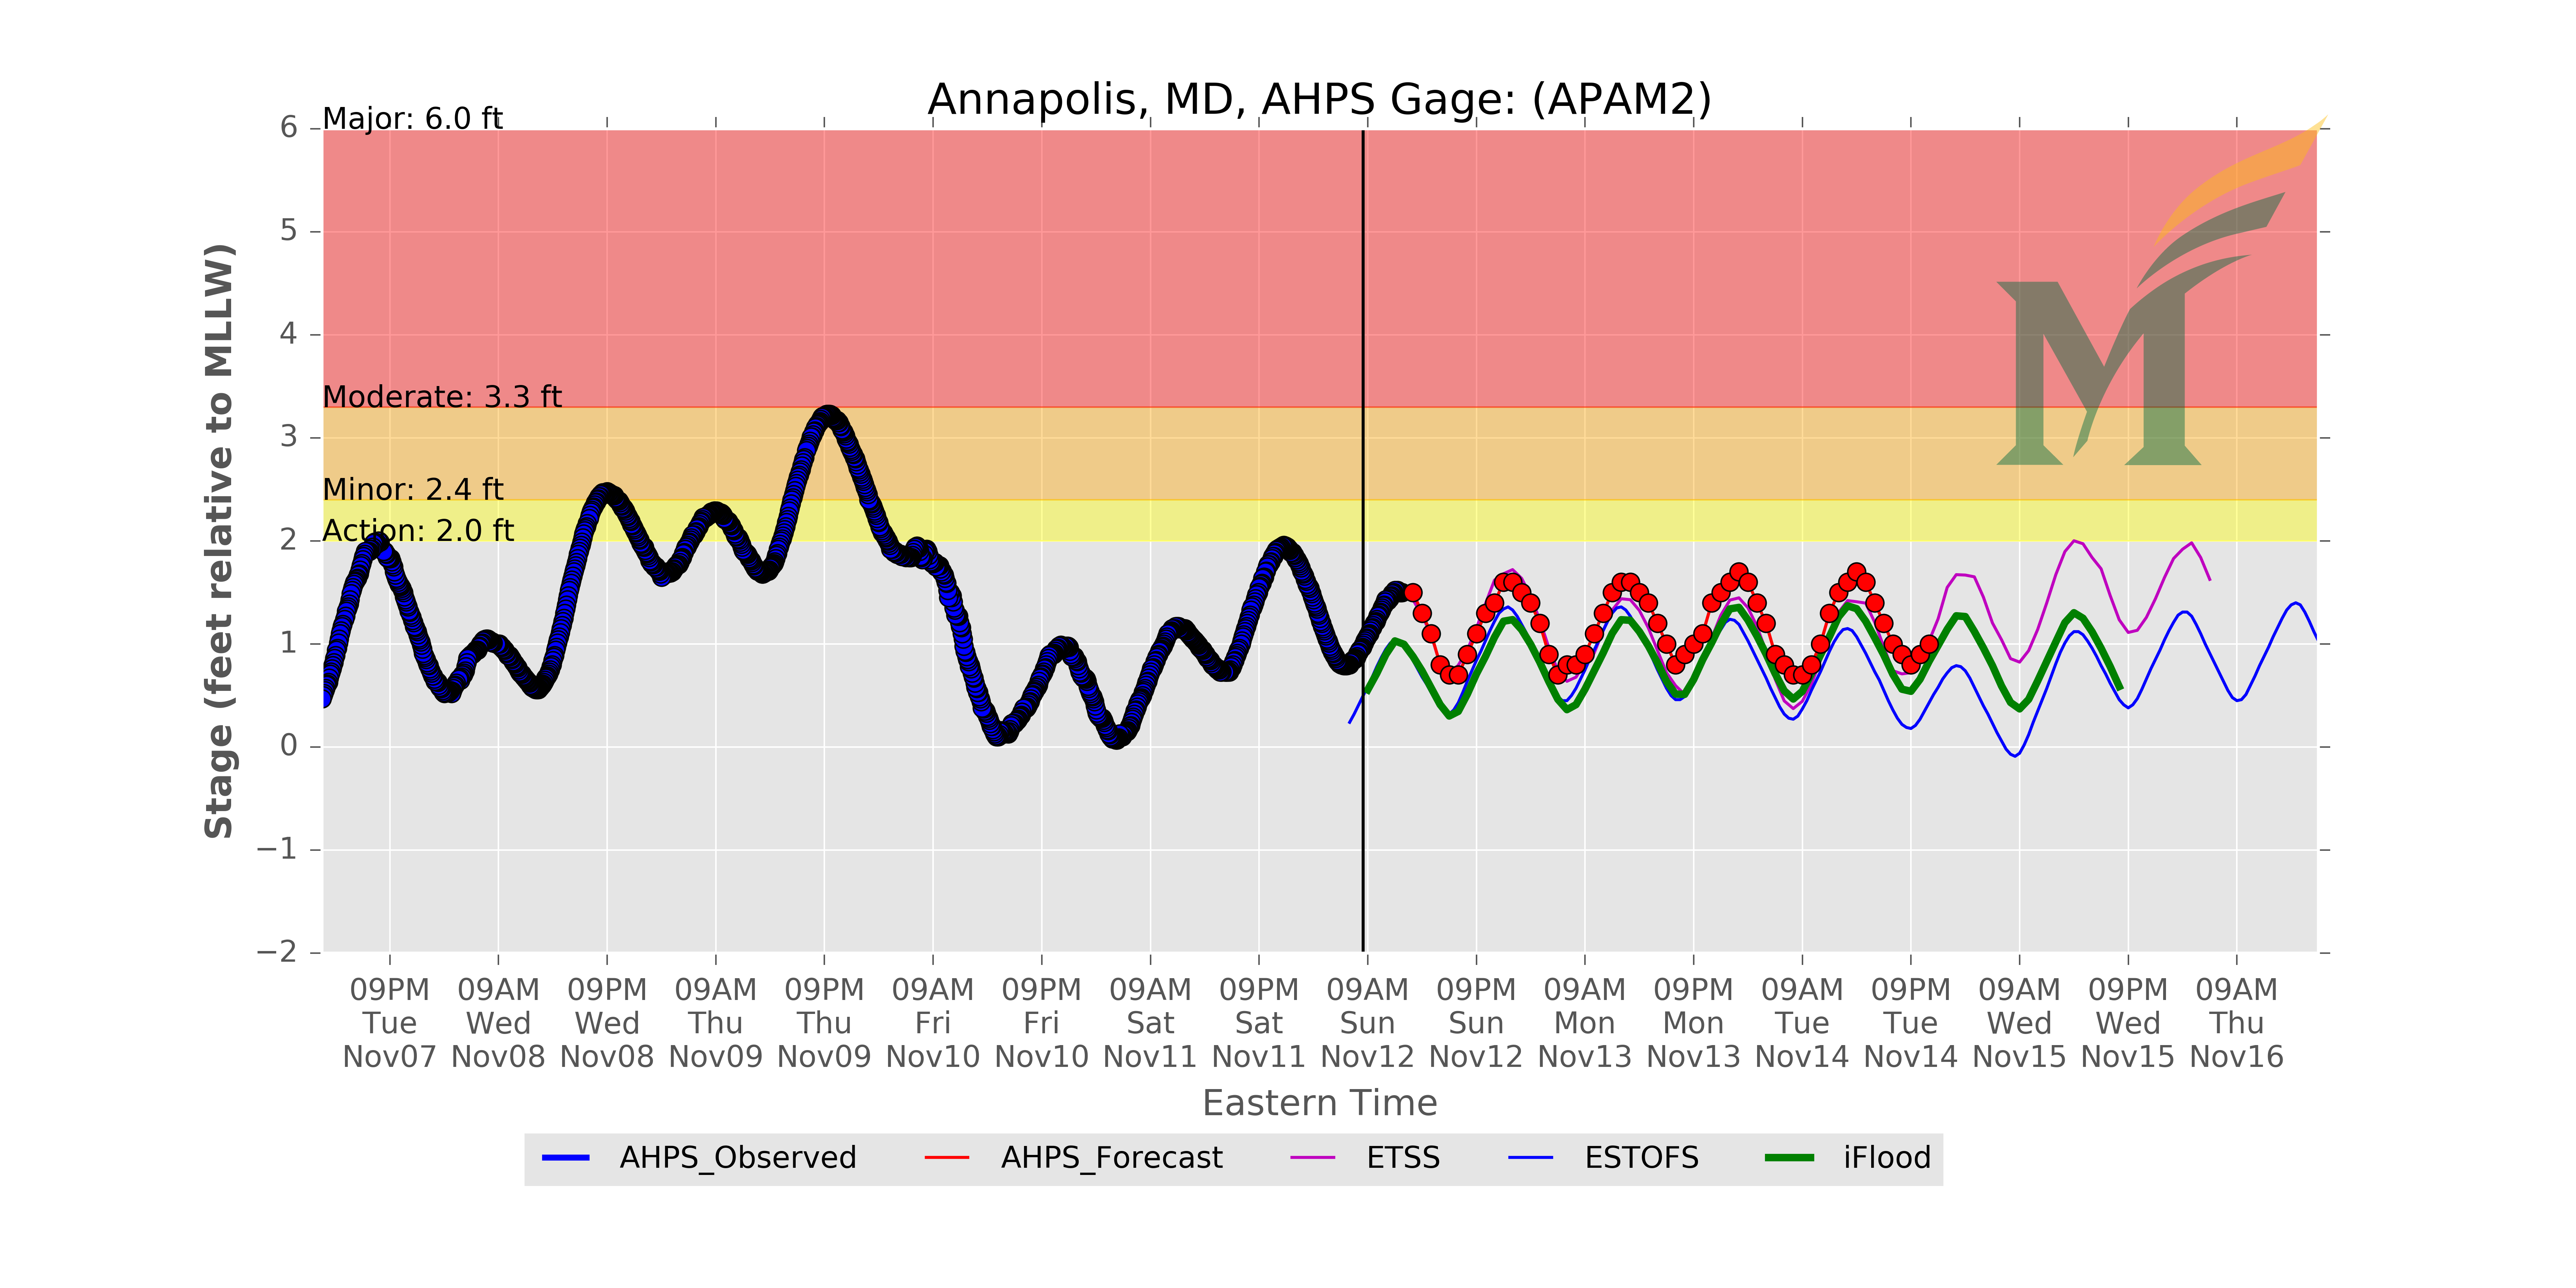 Annapolis, MD, AHPS Gage: (APAM2)
Major: 6.0 ft
Moderate: 3.3 ft
Minor: 2.4 ft
Action: 2.0 ft
Stage (feet relative to MLLW)
6
5
4
3
2
1
0
−1
−2
09PM 09AM 09PM 09AM 09PM 09AM 09PM 09AM 09PM 09AM 09PM 09AM 09PM 09AM 09PM 09AM 09PM 09AM
Tue Wed Wed Thu Thu Fri Fri Sat Sat Sun Sun Mon Mon Tue Tue Wed Wed Thu
Nov07 Nov08 Nov08 Nov09 Nov09 Nov10 Nov10 Nov11 Nov11 Nov12 Nov12 Nov13 Nov13 Nov14 Nov14 Nov15 Nov15 Nov16
Eastern Time
AHPS_Observed AHPS_Forecast ETSS ESTOFS iFlood
M